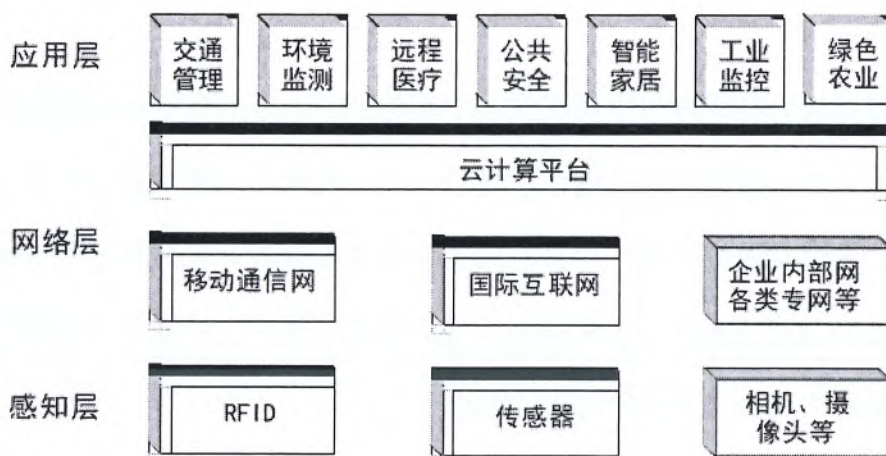 应用层
交通
管理
环境
监测
远程
医疗
公共
安全
智能
家居
工业
监控
绿色
农业
云计算平台
网络层
移动通信网
国际互联网
企业内部网
各类专网等
感知层
RFID
传感器
相机、摄
像头等